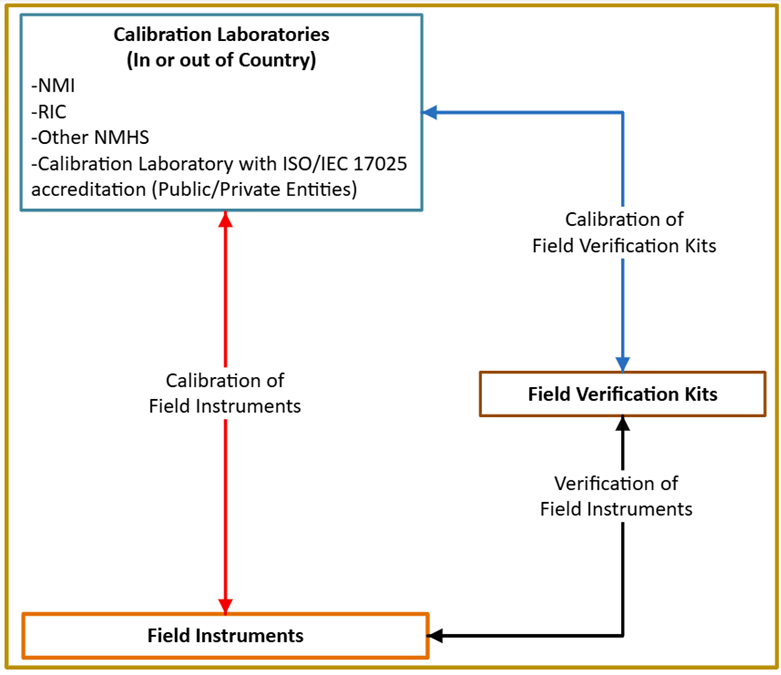 Calibration Laboratories
(In or out of Country)
-NMI
-RIC
-Other NMHS
-Calibration Laboratory with ISO/IEC 17025
accreditation (Public/Private Entities)
Calibration of
Field Verification Kits
Calibration of
Field Instruments
Field Verification Kits
Verification of
Field Instruments
Field Instruments